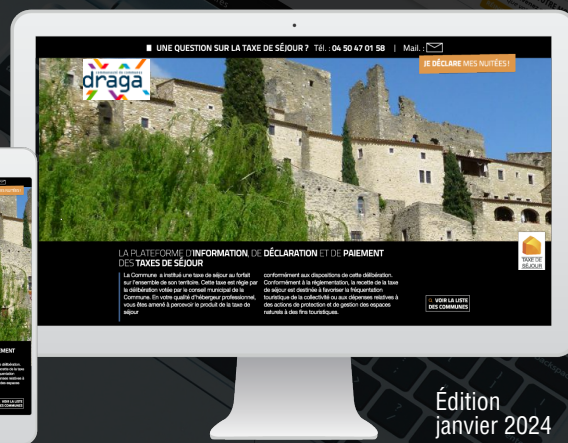 UNE QUESTION SUR LA TAXE DE SÉJOUR ? Tél. : 04 50 47 01 58 | Mail. :
JE DÉCLARE MES NUITÉES !
COMMUNAUTÉ DE COMMUNES
draga
LA PLATEFORME D'INFORMATION, DE DÉCLARATION ET DE PAIEMENT
DES TAXES DE SÉJOUR
La Commune a institué une taxe de séjour au forfait
sur l'ensemble de son territoire. Cette taxe est régie par
la délibération votée par le conseil municipal de la
Commune. En votre qualité d'hébergeur professionnel,
vous êtes amené à percevoir le produit de la taxe de
séjour
conformément aux dispositions de cette délibération.
Conformément à la réglementation, la recette de la taxe
de séjour est destinée à favoriser la fréquentation
touristique de la collectivité ou aux dépenses relatives à
des actions de protection et de gestion des espaces
naturels à des fins touristiques.
TAXE DE
SÉJOUR
VOIR LA LISTE
DES COMMUNES
Édition
janvier 2024